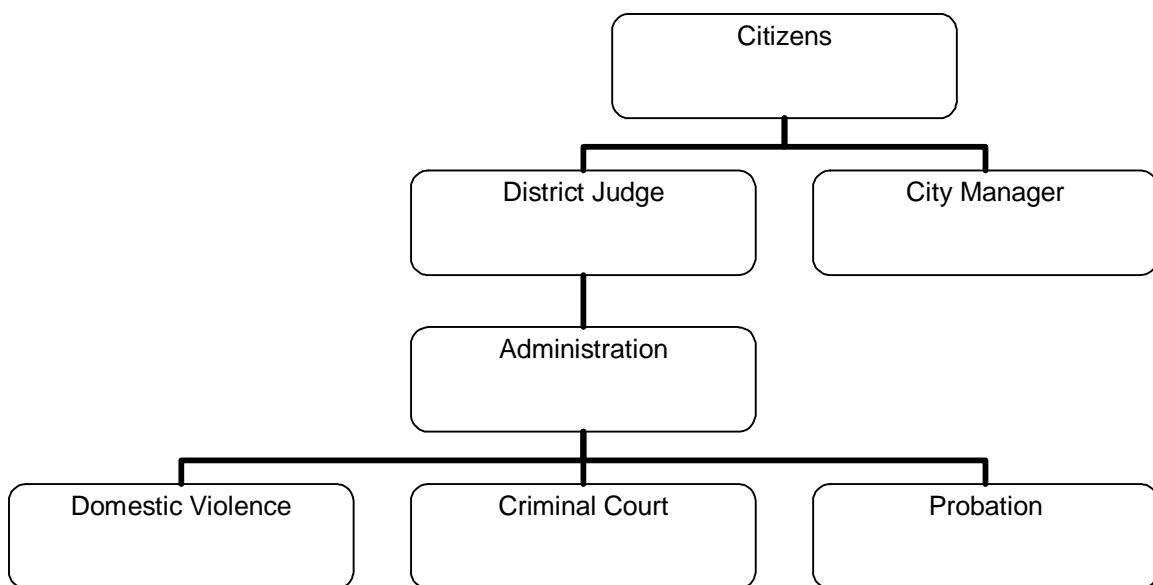 Citizens
District Judge
City Manager
Administration
Domestic Violence
Criminal Court
Probation